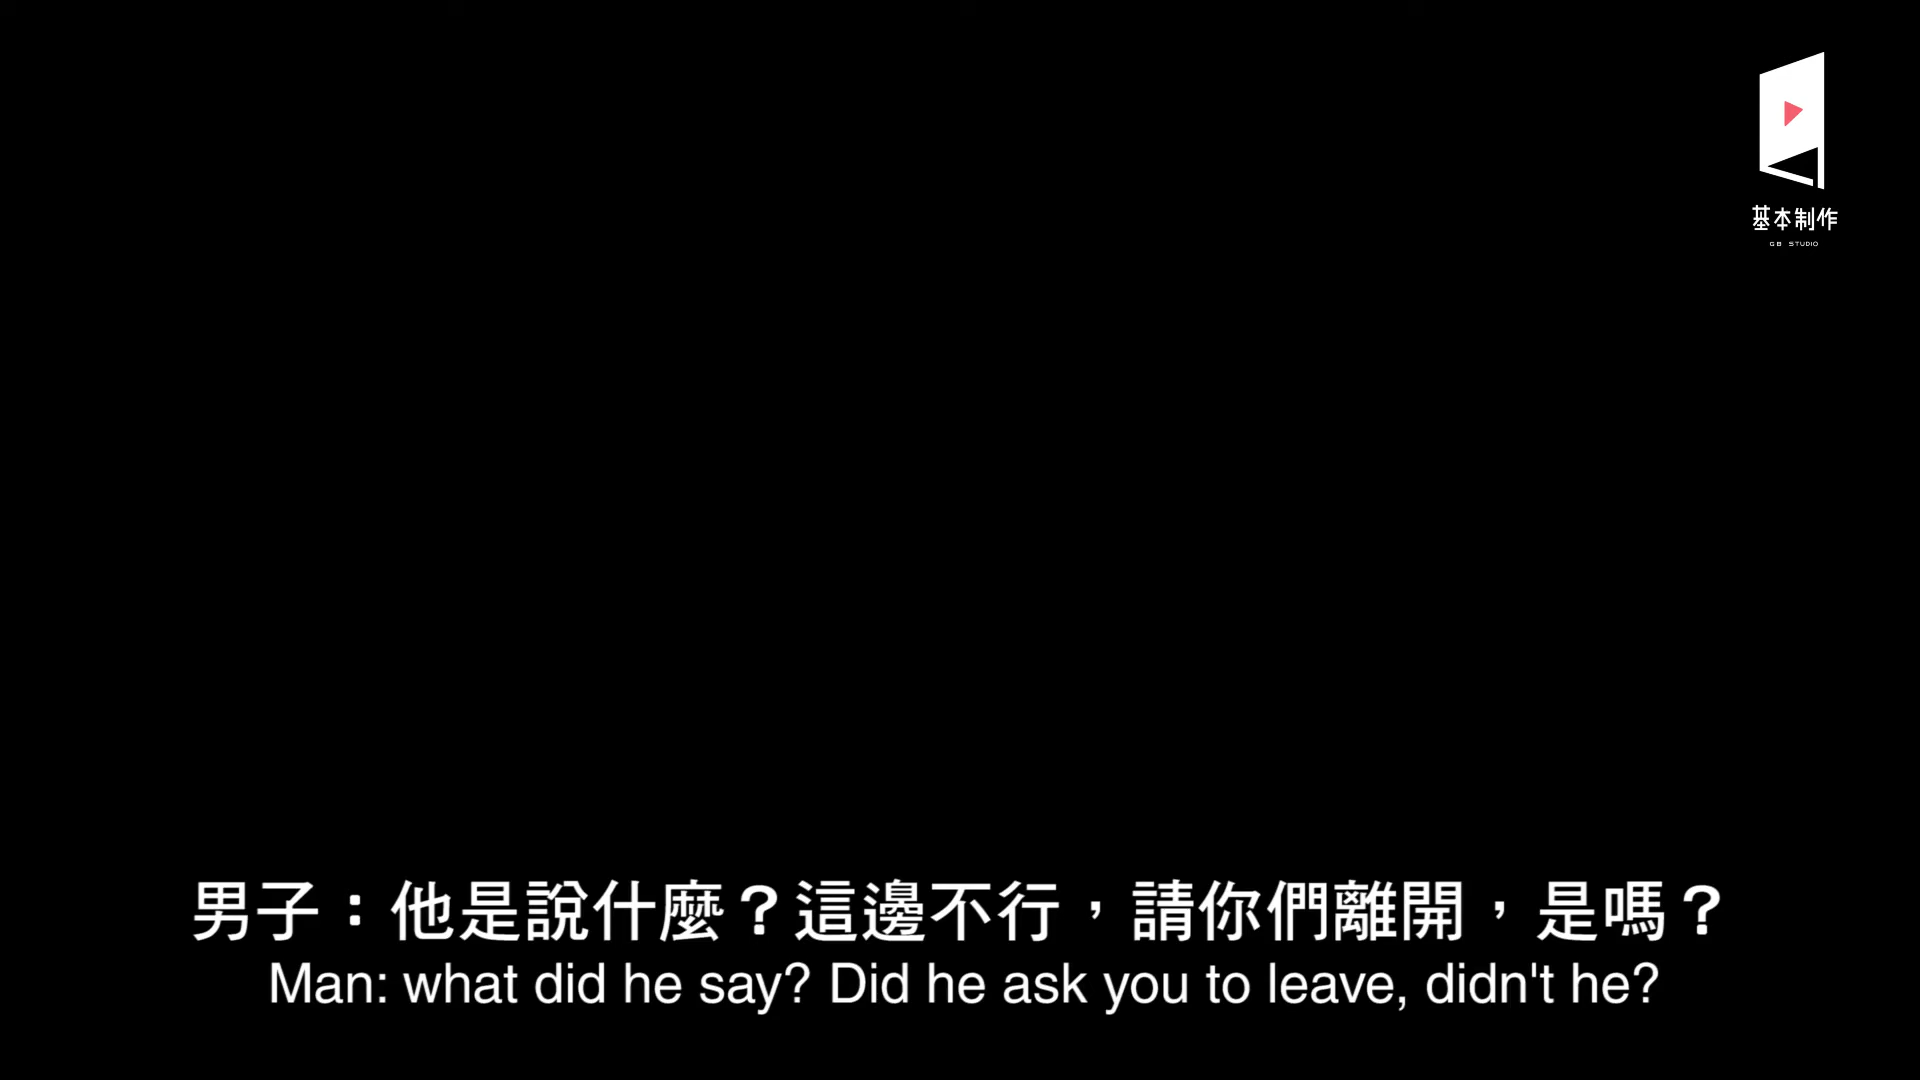 基本制作
GB STUDIO
男子：他是說什麼？這邊不行，請你們離開，是嗎？
Man: what did he say? Did he ask you to leave, didn't he?